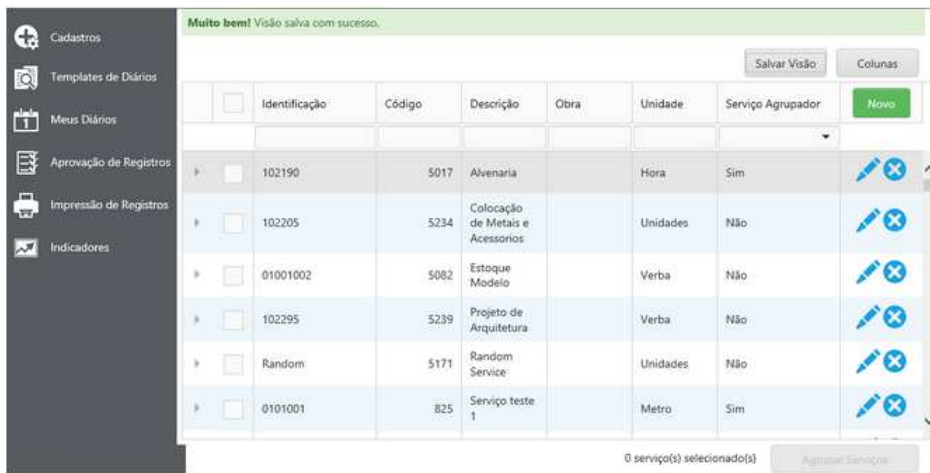 Muito bem! Visão salva com sucesso.
Cadastros
Templates de Diários
Meus Diários
1
Aprovação de Registros
Impressão de Registros
Indicadores
Salvar Visão
Colunas
Identificação Código Descrição Obra Unidade Serviço Agrupador Novo
102190 5017 Alvenaria Hora Sim
102205 5234 Colocação de Metais e Acessorios Unidades Não
01001002 5082 Estoque Modelo Verba Não
102295 5239 Projeto de Arquitetura Verba Não
Random 5171 Random Service Unidades Não
0101001 825 Serviço teste 1 Metro Sim
0 serviço(s) selecionado(s)
Agrupar Serviços